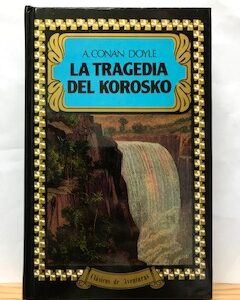 A. CONAN DOYLE
LA TRAGEDIA
DEL KOROSKO
Clásicos de Aventuras